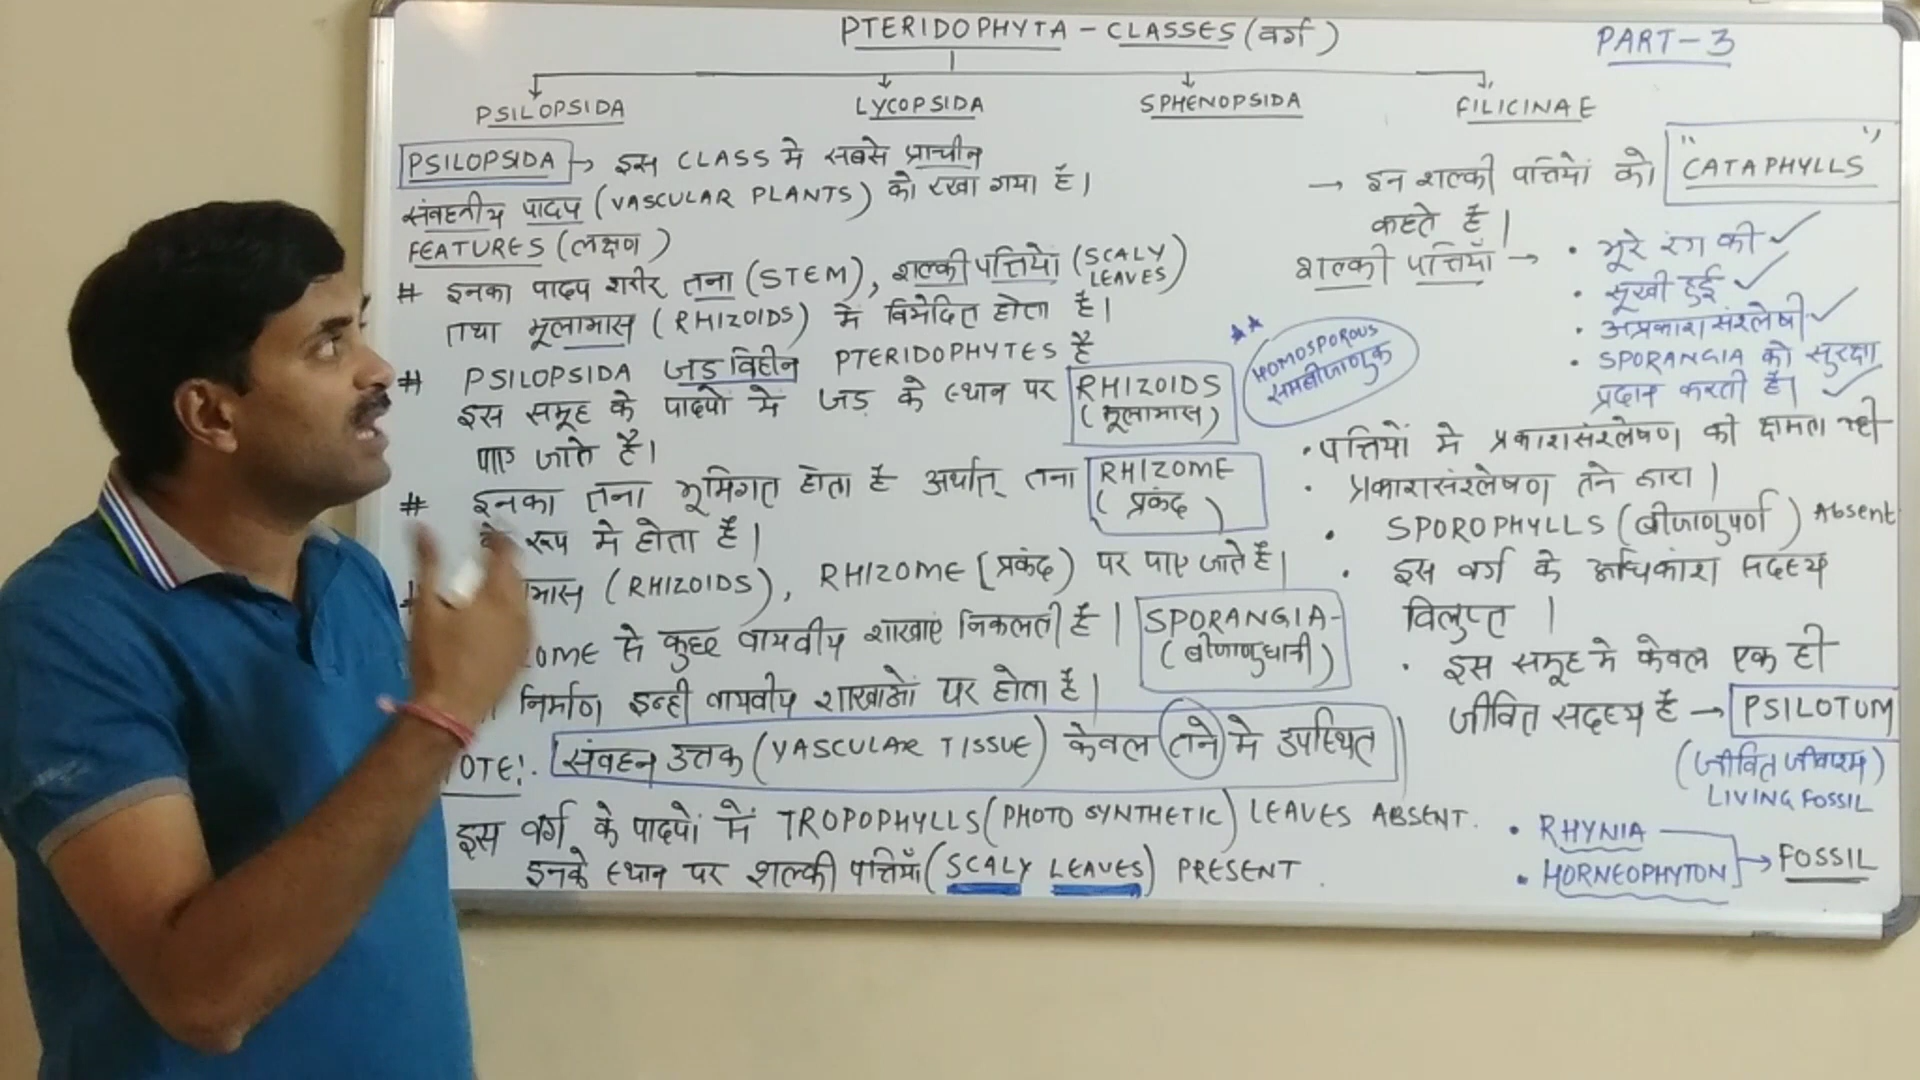 PTERIDOPHYTA - CLASSES (वर्ग)
PART-3
PSILOPSIDA
LYCOPSIDA
SPHENOPSIDA
FILICINAE
PSILOPSIDA → इस CLASS मे सबसे प्राचीन
संवहनीय पादप (VASCULAR PLANTS) को रखा गया है।
FEATURES (लक्षण)
# इनका पादप शरीर तना (STEM), शल्की पत्तियो (SCALY LEAVES)
तथा मूलाभास (RHIZOIDS) मे विभेदित होता है।
# PSILOPSIDA जड़ विहीन PTERIDOPHYTES है
इस समूह के पादपो मे जड़ के स्थान पर RHIZOIDS (मूलाभास)
पाए जाते है।
# इनका तना भूमिगत होता है अर्थात् तना RHIZOME (प्रकंद)
के रूप मे होता है।
भास (RHIZOIDS), RHIZOME [प्रकंद) पर पाए जाते है।
OME से कुछ वायवीय शाखाएं निकलती है। SPORANGIA- (बीजाणुधानी)
निर्माण इन्ही वायवीय शाखाओं पर होता है।
OTE! संवहन उत्तक (VASCULAR TISSUE) केवल तने मे उपस्थित
इस वर्ग के पादपों में TROPOPHYLLS (PHOTO SYNTHETIC) LEAVES ABSENT.
इनके स्थान पर शल्की पत्तियाँ (SCALY LEAVES) PRESENT.
→ इन शल्की पत्तियों को "CATAPHYLLS"
कहते है।
शल्की पत्तियाँ → • भूरे रंग की ✓
• सूखी हुई ✓
• अप्रकाशसंश्लेषी ✓
• SPORANGIA को सुरक्षा
प्रदान करती है। ✓
★★ HOMOSPOROUS
समबीजाणुक
• पत्तियों मे प्रकाशसंश्लेषण की क्षमता नही
• प्रकाशसंश्लेषण तने द्वारा।
• SPOROPHYLLS (बीजाणुपर्ण) Absent
• इस वर्ग के अधिकांश सदस्य
विलुप्त।
• इस समूह मे केवल एक ही
जीवित सदस्य है → PSILOTUM
(जीवित जीवाश्म)
LIVING FOSSIL
• RHYNIA
• HORNEOPHYTON → FOSSIL